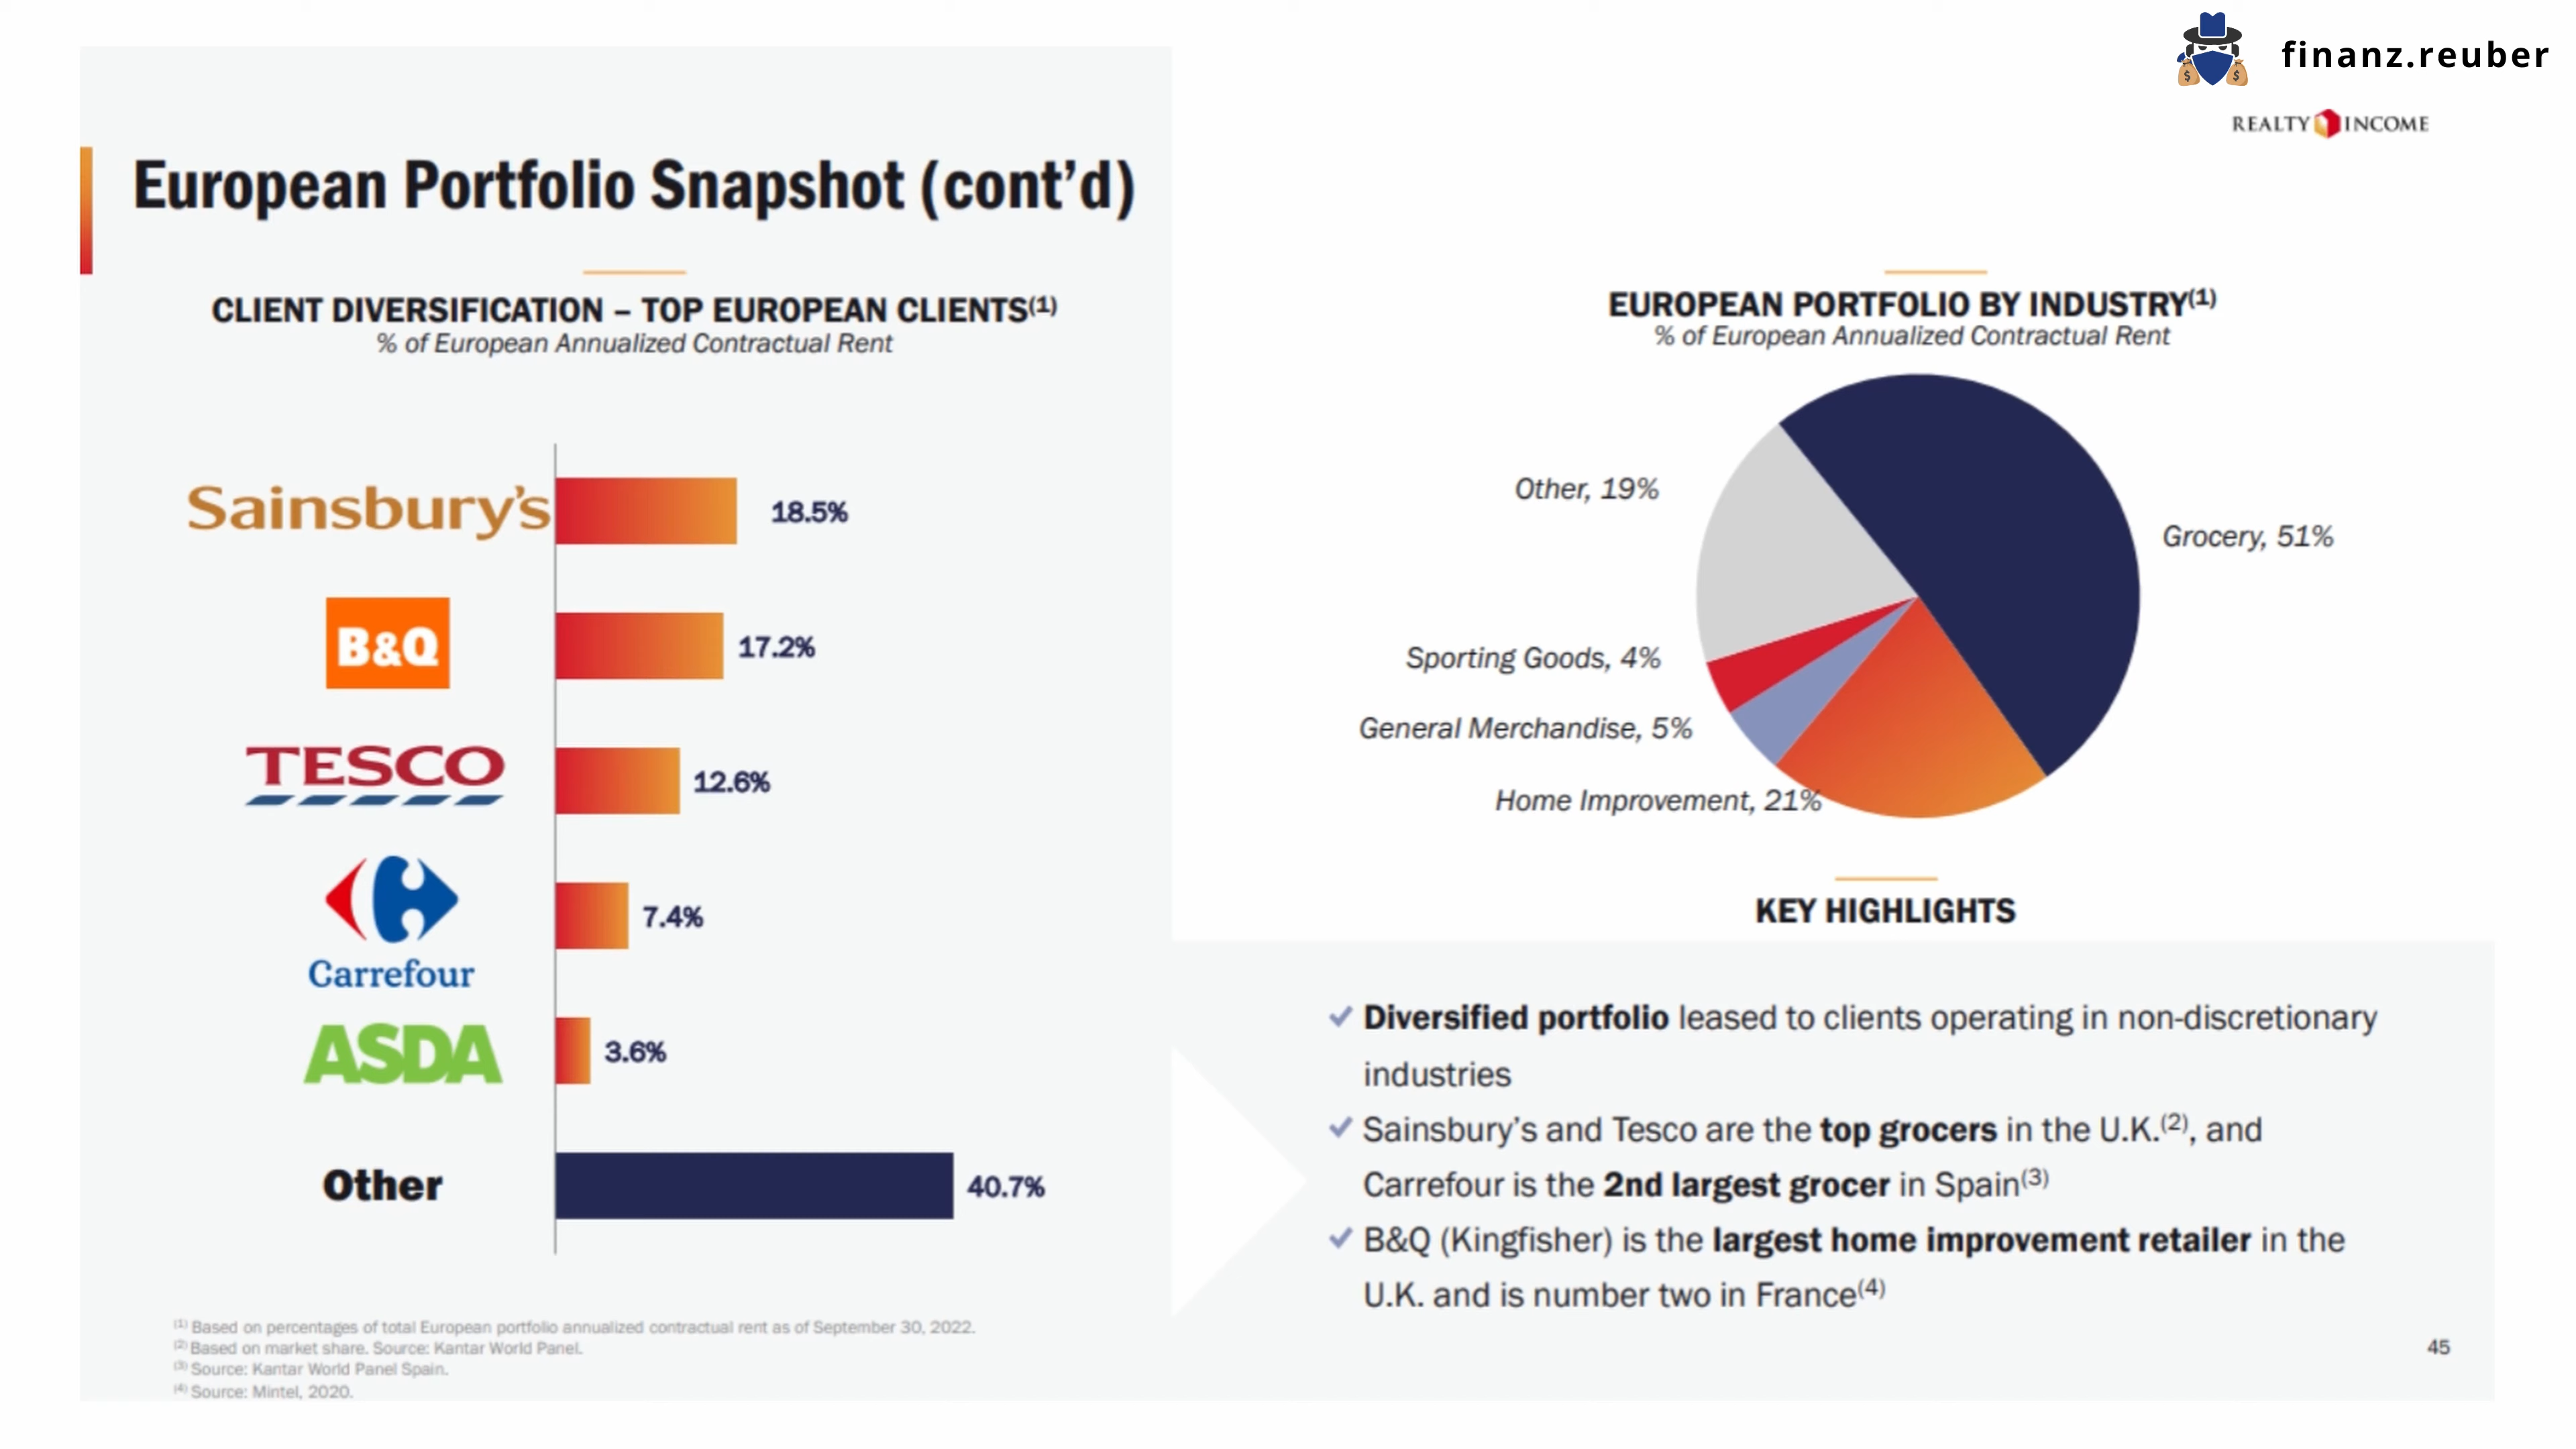 finanz.reuber
REALTY INCOME
European Portfolio Snapshot (cont’d)
CLIENT DIVERSIFICATION – TOP EUROPEAN CLIENTS(1)
% of European Annualized Contractual Rent
Sainsbury’s 18.5%
B&Q 17.2%
TESCO 12.6%
7.4%
Carrefour
ASDA 3.6%
Other 40.7%
(1) Based on percentages of total European portfolio annualized contractual rent as of September 30, 2022.
(2) Based on market share. Source: Kantar World Panel.
(3) Source: Kantar World Panel Spain.
(4) Source: Mintel, 2020.
EUROPEAN PORTFOLIO BY INDUSTRY(1)
% of European Annualized Contractual Rent
Other, 19%
Grocery, 51%
Sporting Goods, 4%
General Merchandise, 5%
Home Improvement, 21%
KEY HIGHLIGHTS
Diversified portfolio leased to clients operating in non-discretionary
industries
Sainsbury’s and Tesco are the top grocers in the U.K.(2), and
Carrefour is the 2nd largest grocer in Spain(3)
B&Q (Kingfisher) is the largest home improvement retailer in the
U.K. and is number two in France(4)
45